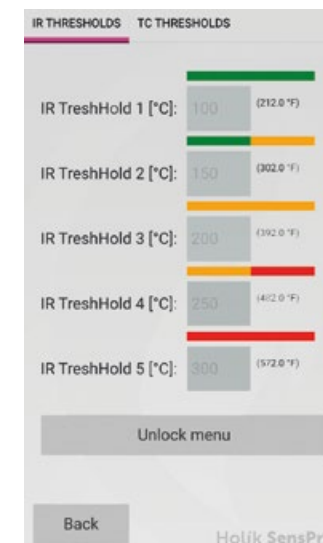 IR THRESHOLDS TC THRESHOLDS
IR TreshHold 1 [°C]: 100 (212.0 °F)
IR TreshHold 2 [°C]: 150 (302.0 °F)
IR TreshHold 3 [°C]: 200 (392.0 °F)
IR TreshHold 4 [°C]: 250 (482.0 °F)
IR TreshHold 5 [°C]: 300 (572.0 °F)
Unlock menu
Back
Holík SensPr